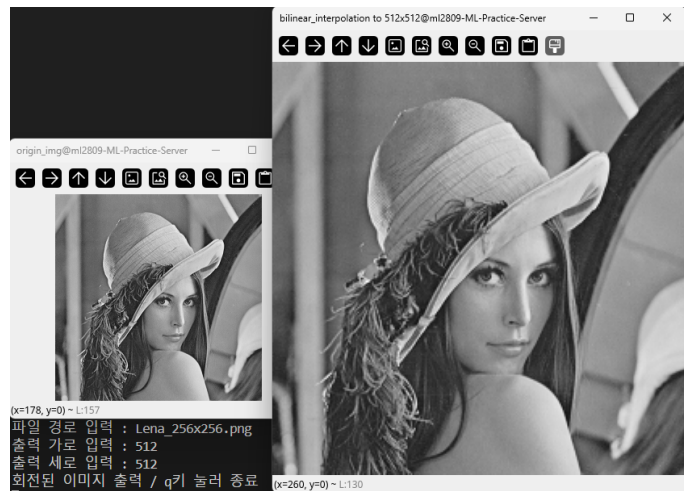 bilinear_interpolation to 512x512@ml2809-ML-Practice-Server
origin_img@ml2809-ML-Practice-Server
(x=178, y=0) ~ L:157
파일 경로 입력 : Lena_256x256.png
출력 가로 입력 : 512
출력 세로 입력 : 512
회전된 이미지 출력 / q키 눌러 종료
(x=260, y=0) ~ L:130